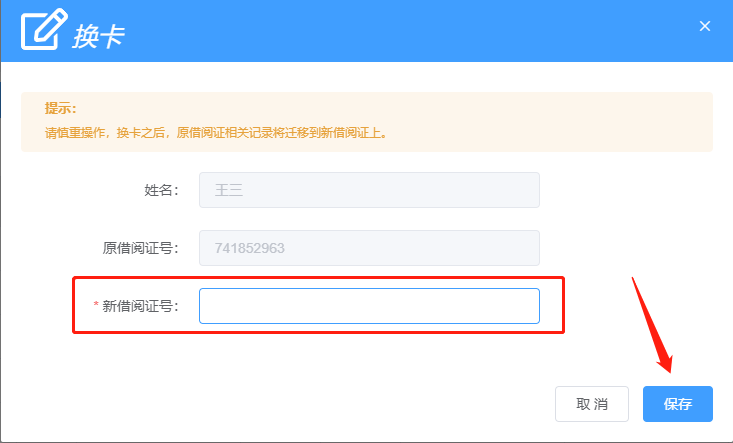 换卡
提示：
请慎重操作，换卡之后，原借阅证相关记录将迁移到新借阅证上。
姓名： 王三
原借阅证号： 741852963
* 新借阅证号：
取 消 保存